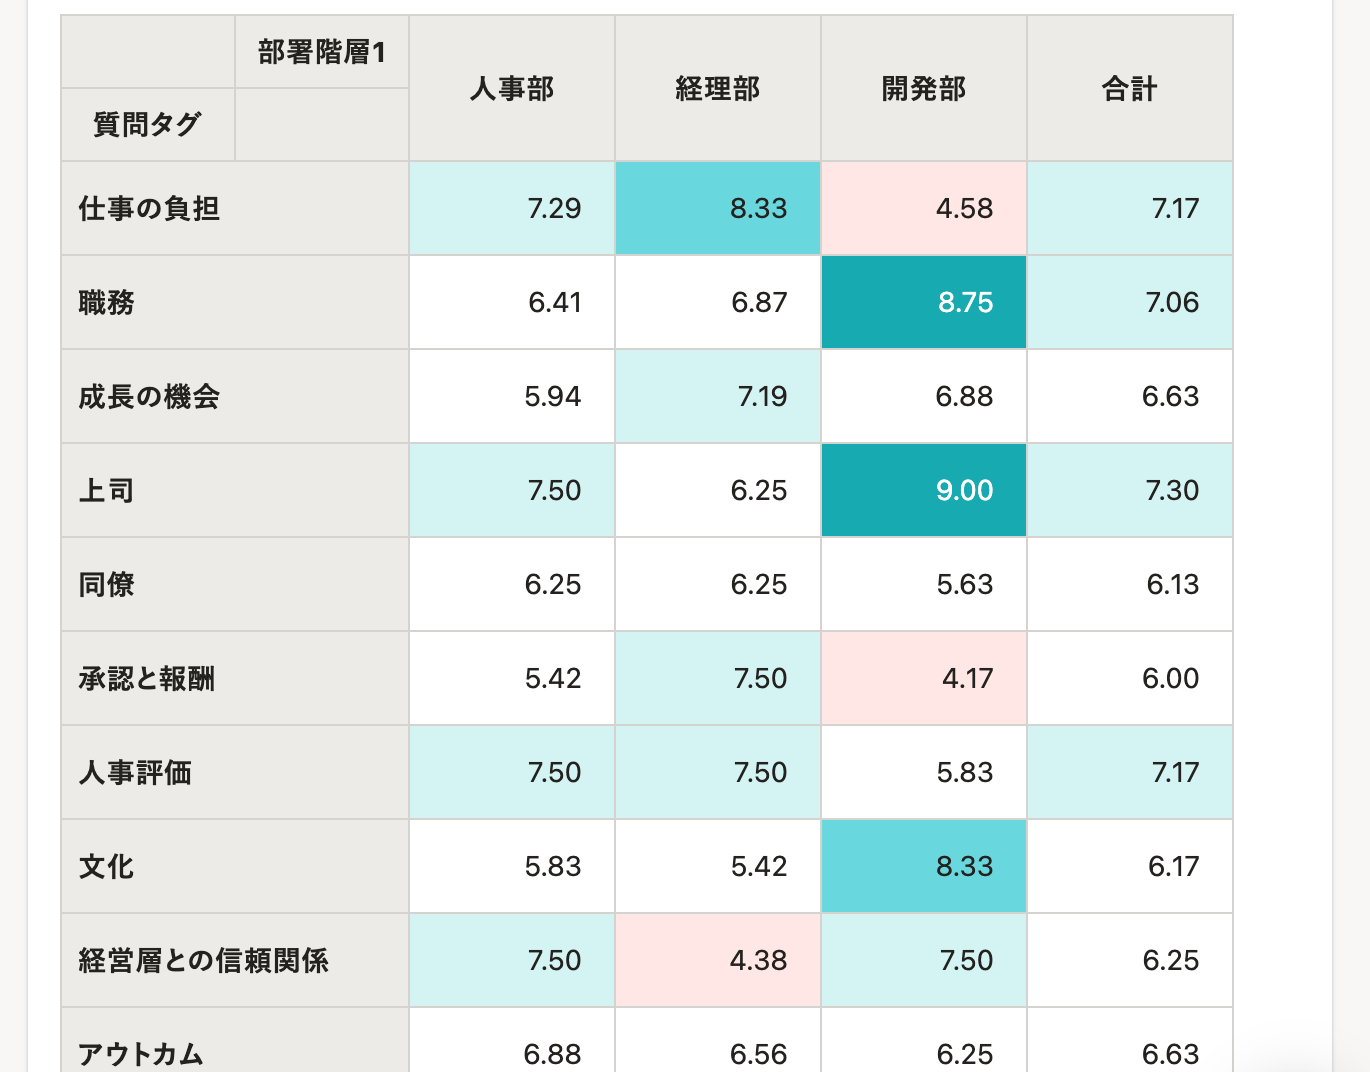 部署階層1
人事部 経理部 開発部 合計
質問タグ
仕事の負担 7.29 8.33 4.58 7.17
職務 6.41 6.87 8.75 7.06
成長の機会 5.94 7.19 6.88 6.63
上司 7.50 6.25 9.00 7.30
同僚 6.25 6.25 5.63 6.13
承認と報酬 5.42 7.50 4.17 6.00
人事評価 7.50 7.50 5.83 7.17
文化 5.83 5.42 8.33 6.17
経営層との信頼関係 7.50 4.38 7.50 6.25
アウトカム 6.88 6.56 6.25 6.63